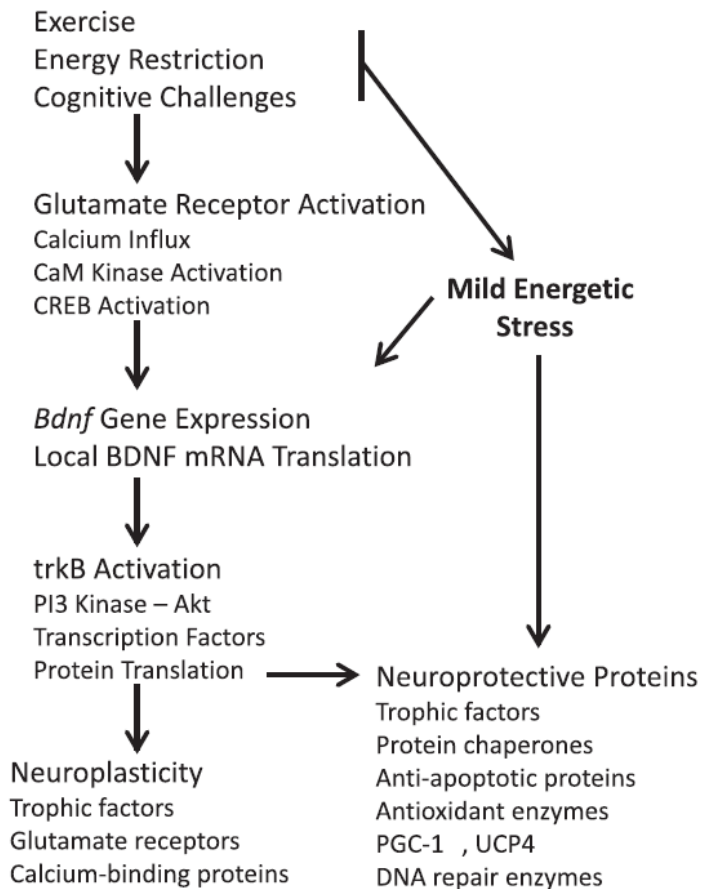 Exercise
Energy Restriction
Cognitive Challenges
Glutamate Receptor Activation
Calcium Influx
CaM Kinase Activation
CREB Activation
Mild Energetic
Stress
Bdnf Gene Expression
Local BDNF mRNA Translation
trkB Activation
PI3 Kinase – Akt
Transcription Factors
Protein Translation
Neuroplasticity
Trophic factors
Glutamate receptors
Calcium-binding proteins
Neuroprotective Proteins
Trophic factors
Protein chaperones
Anti-apoptotic proteins
Antioxidant enzymes
PGC-1 , UCP4
DNA repair enzymes